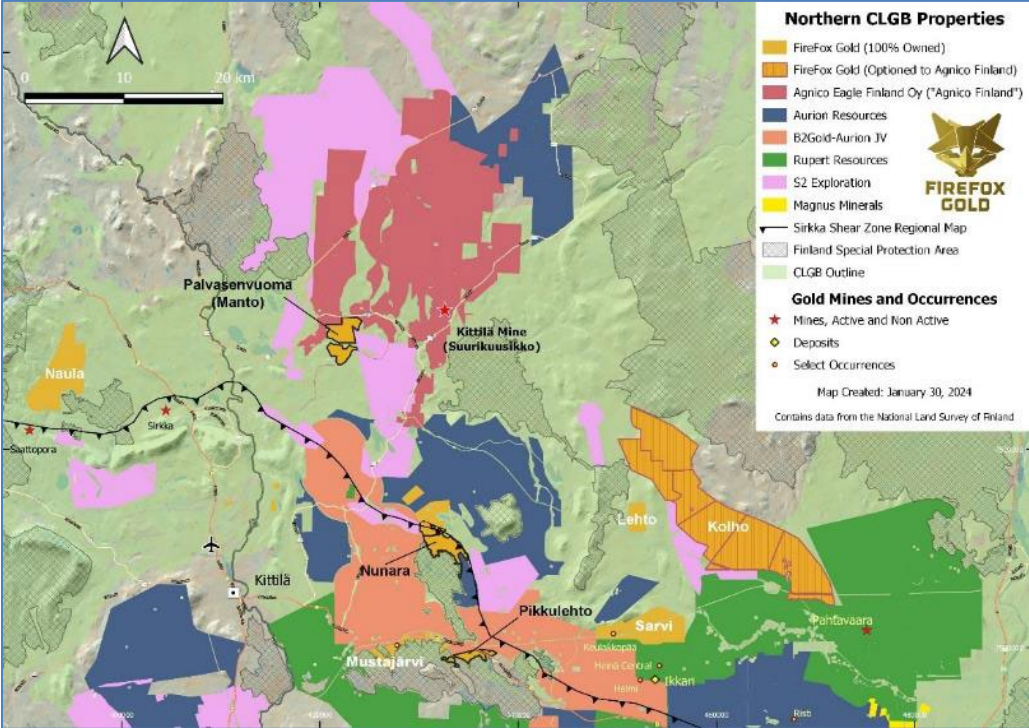 Northern CLGB Properties
FireFox Gold (100% Owned)
FireFox Gold (Optioned to Agnico Finland)
Agnico Eagle Finland Oy ("Agnico Finland")
Aurion Resources
B2Gold-Aurion JV
Rupert Resources
S2 Exploration
Magnus Minerals
Sirkka Shear Zone Regional Map
Finland Special Protection Area
CLGB Outline
FIREFOX
GOLD
Gold Mines and Occurrences
Mines, Active and Non Active
Deposits
Select Occurrences
Map Created: January 30, 2024
Contains data from the National Land Survey of Finland
0 10 20 km
Palvasenvuoma
(Manto)
Kittilä Mine
(Suurikuusikko)
Naula
Sirkka
Saattopora
Lehto
Kolho
Nunara
Kittilä
Pikkulehto
Sarvi
Pahtavaara
Mustajärvi
Keulakkopää
Heinä Central
Helmi
Ikkari
Risti